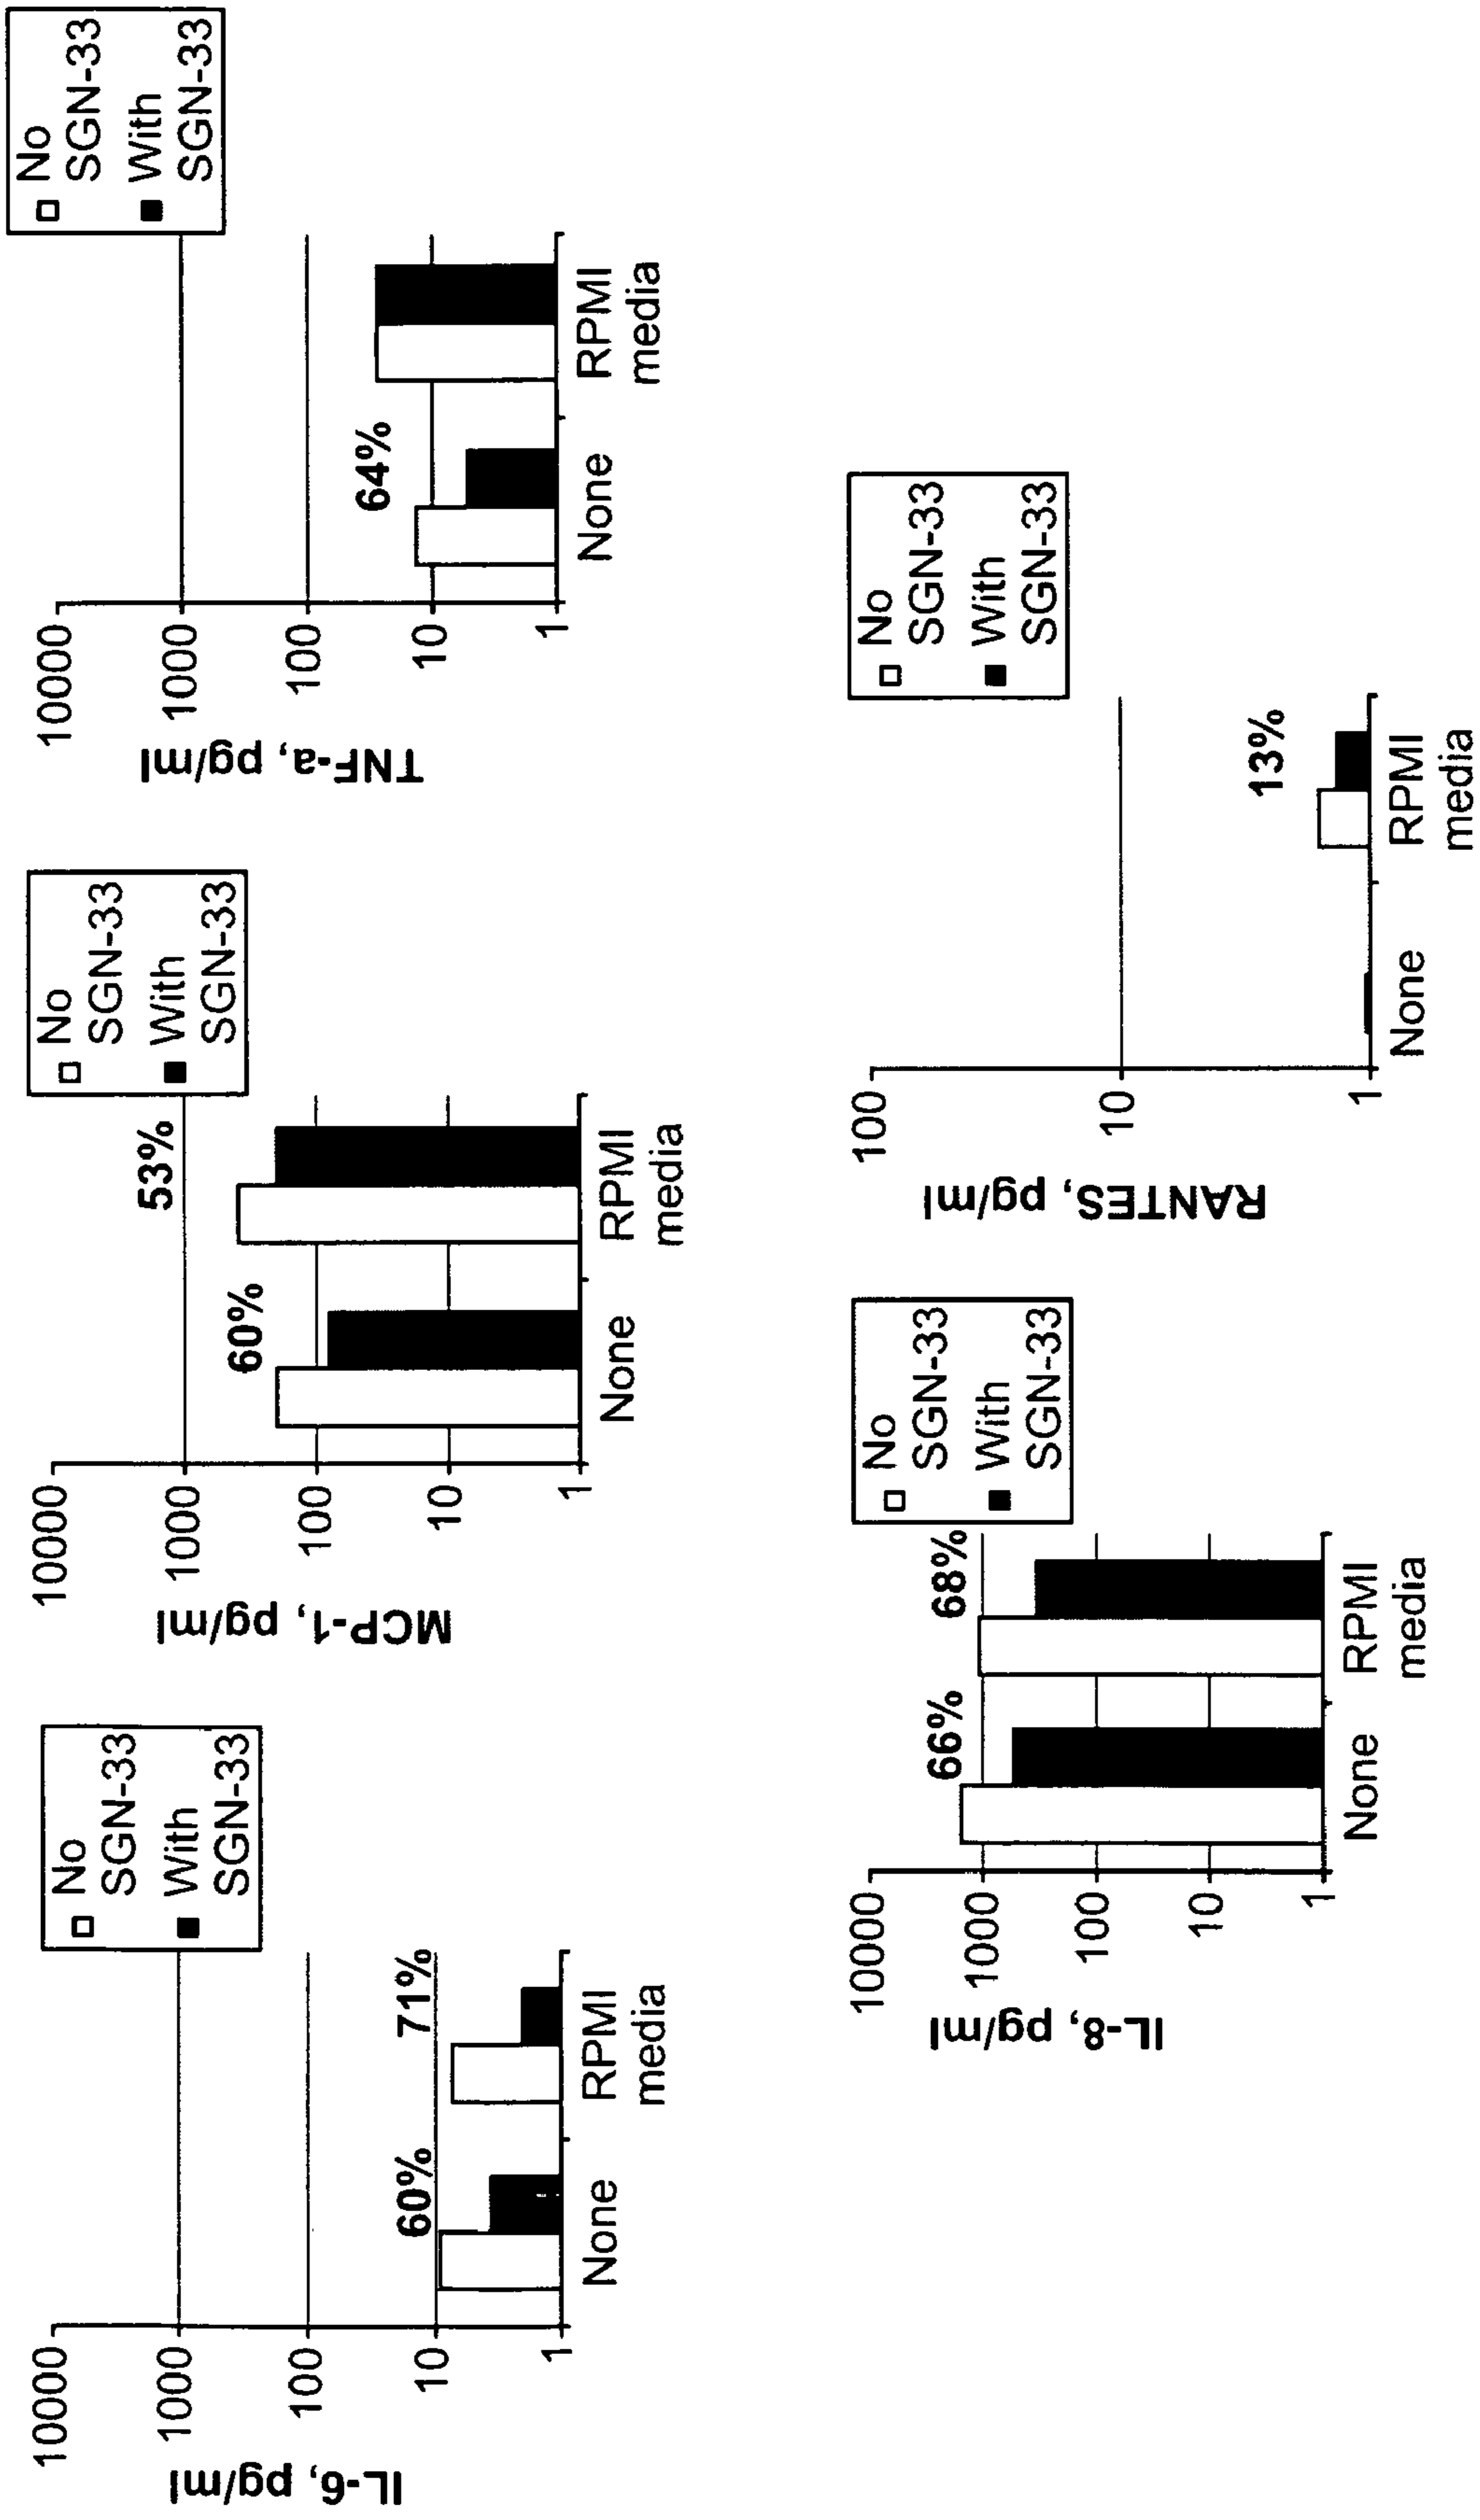 IL-6, pg/ml
10000
1000
100
10
1
60%
71%
None
RPMI
media
No
SGN-33
With
SGN-33
MCP-1, pg/ml
10000
1000
100
10
1
60%
53%
None
RPMI
media
No
SGN-33
With
SGN-33
TNF-a, pg/ml
10000
1000
100
10
1
64%
None
RPMI
media
No
SGN-33
With
SGN-33
IL-8, pg/ml
10000
1000
100
10
1
66%
68%
None
RPMI
media
No
SGN-33
With
SGN-33
RANTES, pg/ml
100
10
1
13%
None
RPMI
media
No
SGN-33
With
SGN-33